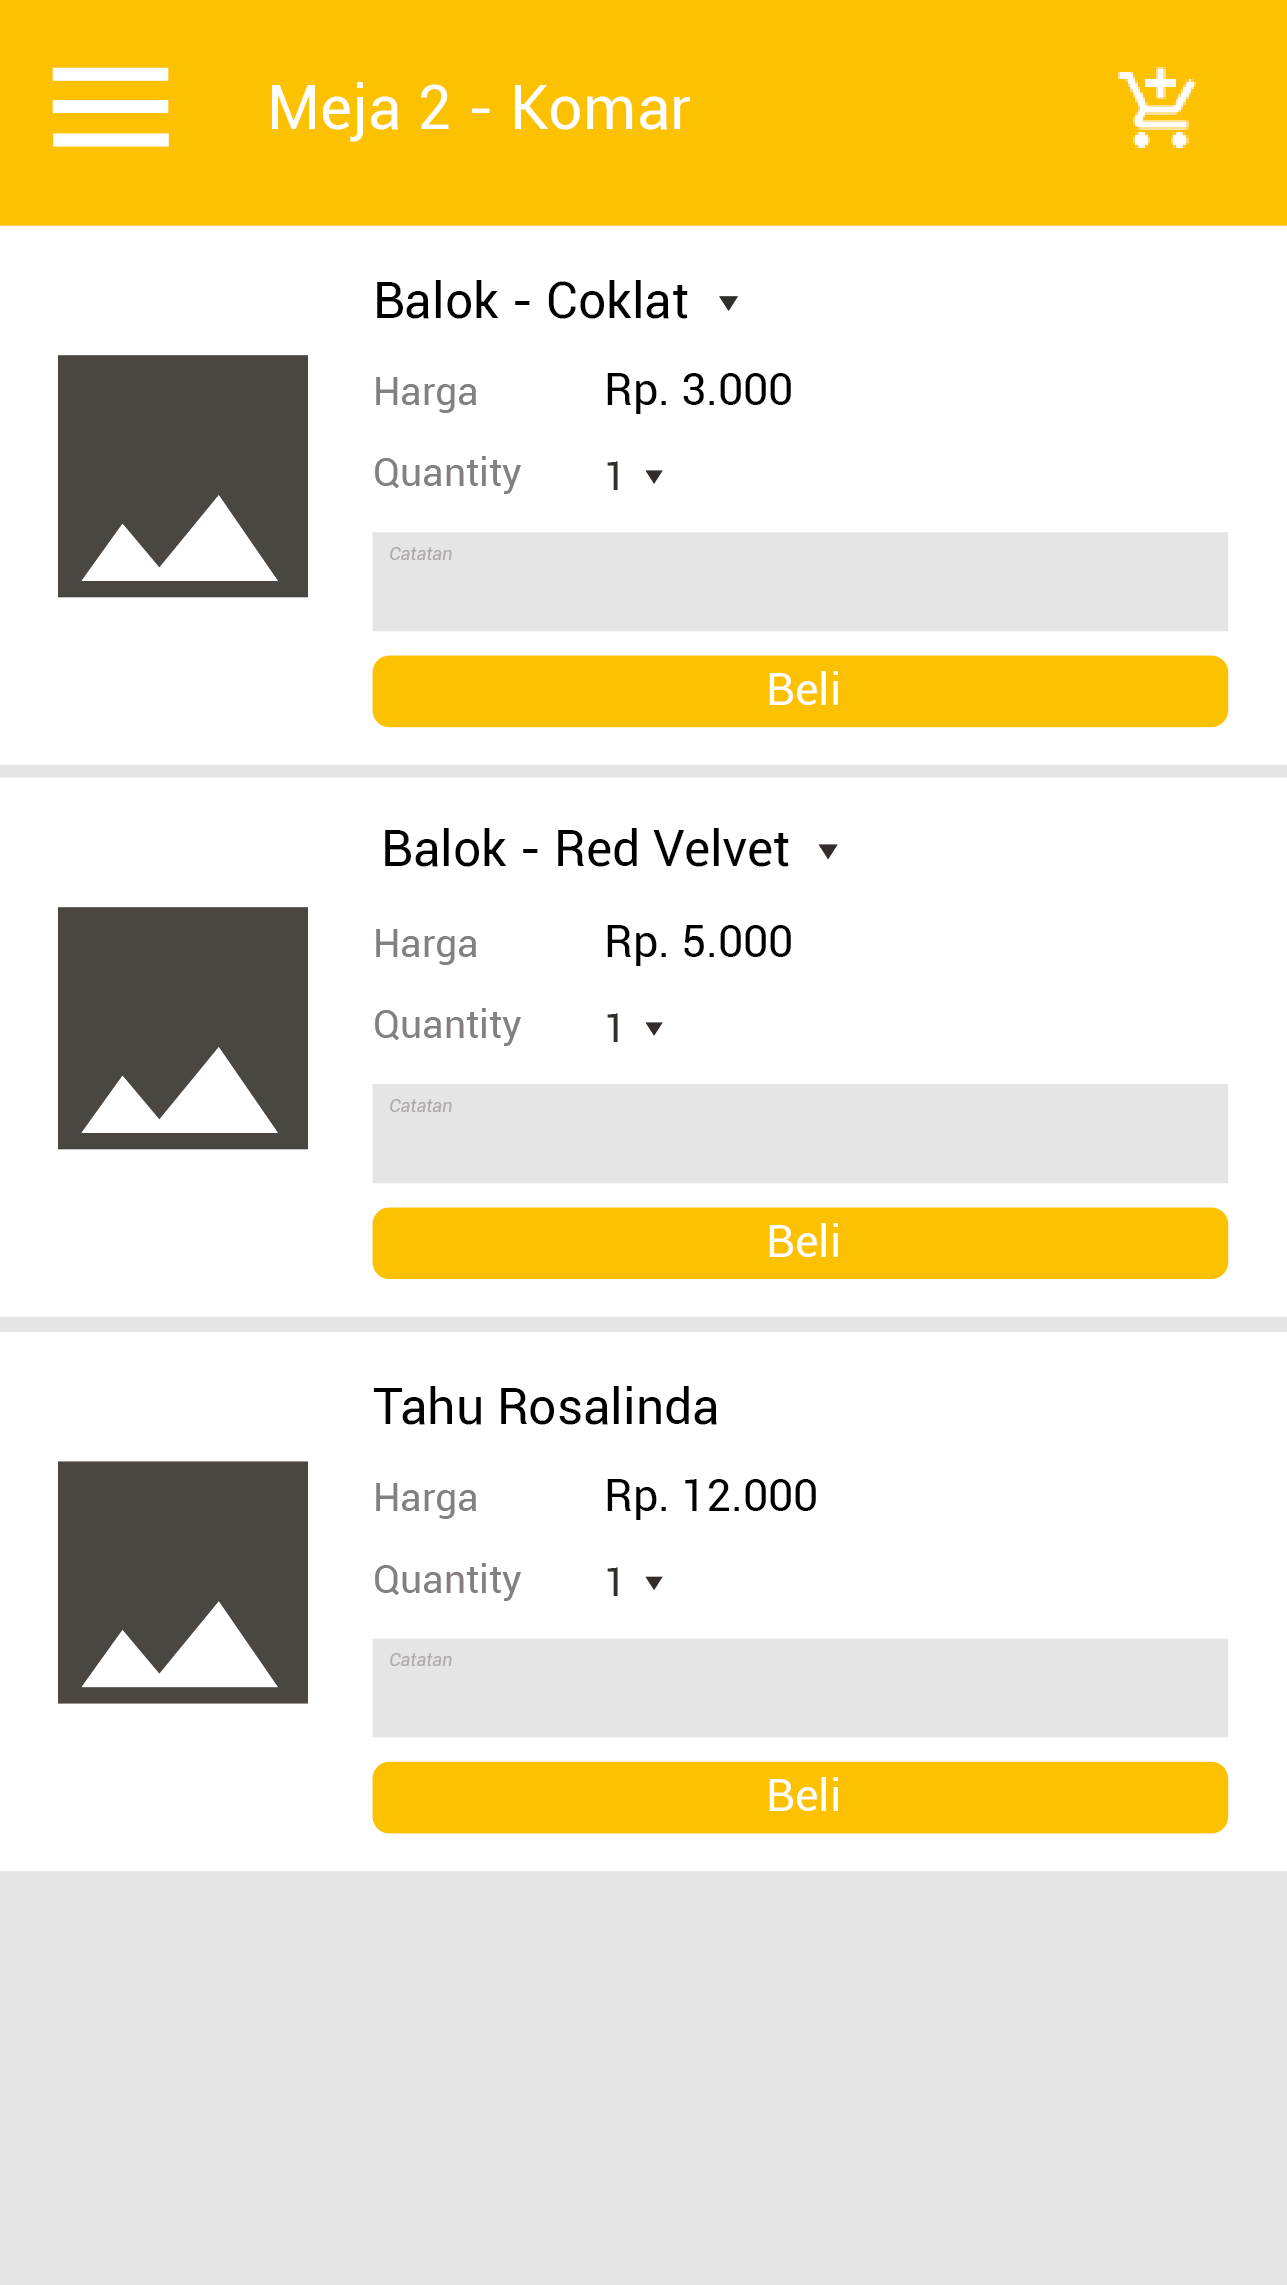 Meja 2 - Komar
Balok - Coklat
Harga Rp. 3.000
Quantity 1
Catatan
Beli
Balok - Red Velvet
Harga Rp. 5.000
Quantity 1
Catatan
Beli
Tahu Rosalinda
Harga Rp. 12.000
Quantity 1
Catatan
Beli